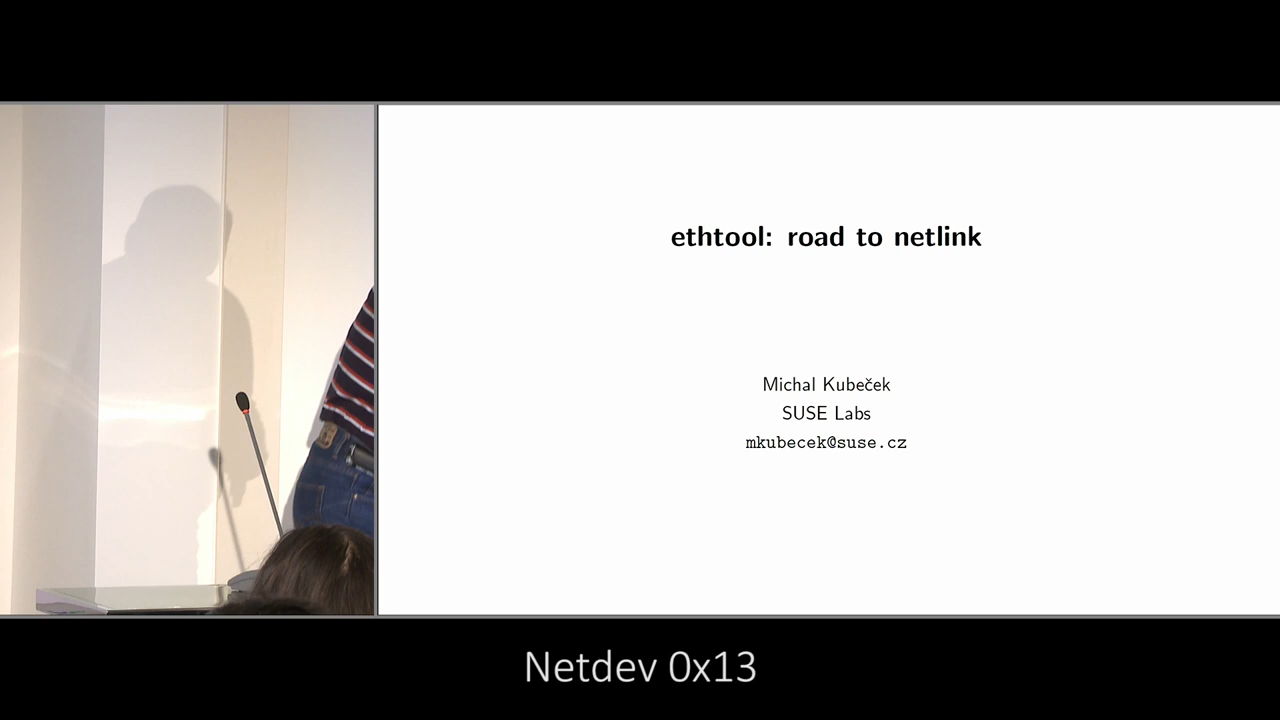 ethtool: road to netlink
Michal Kubeček
SUSE Labs
mkubecek@suse.cz
Netdev 0x13